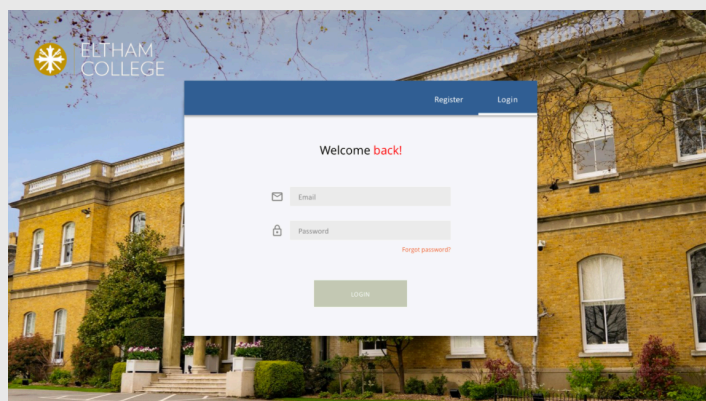 ELTHAM
COLLEGE
Register
Login
Welcome back!
Email
Password
Forgot password?
LOGIN